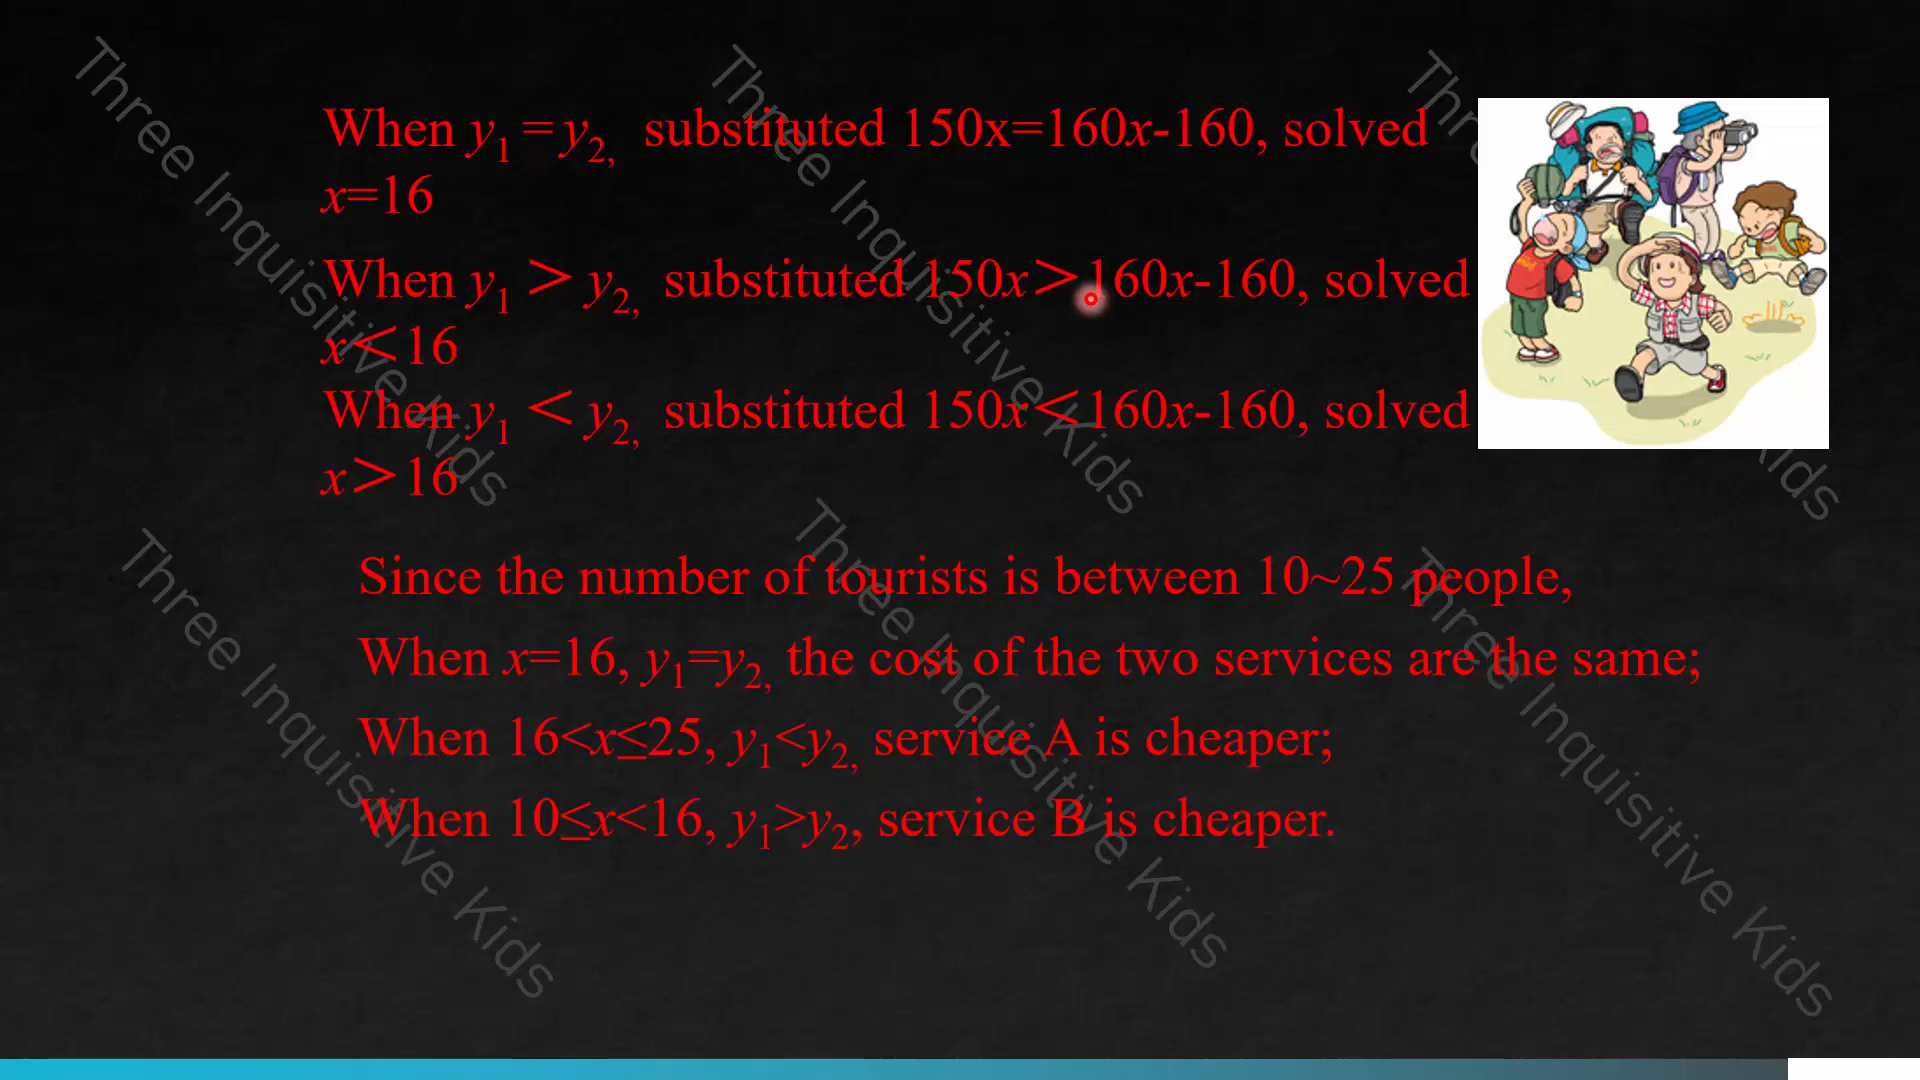 When y₁ = y₂, substituted 150x=160x-160, solved
x=16
When y₁ > y₂, substituted 150x>160x-160, solved
x<16
When y₁ < y₂, substituted 150x<160x-160, solved
x>16
Since the number of tourists is between 10~25 people,
When x=16, y₁=y₂, the cost of the two services are the same;
When 16<x≤25, y₁<y₂, service A is cheaper;
When 10≤x<16, y₁>y₂, service B is cheaper.
Three Inquisitive Kids
Three Inquisitive Kids
Three Inquisitive Kids
Three Inquisitive Kids
Three Inquisitive Kids
Three Inquisitive Kids